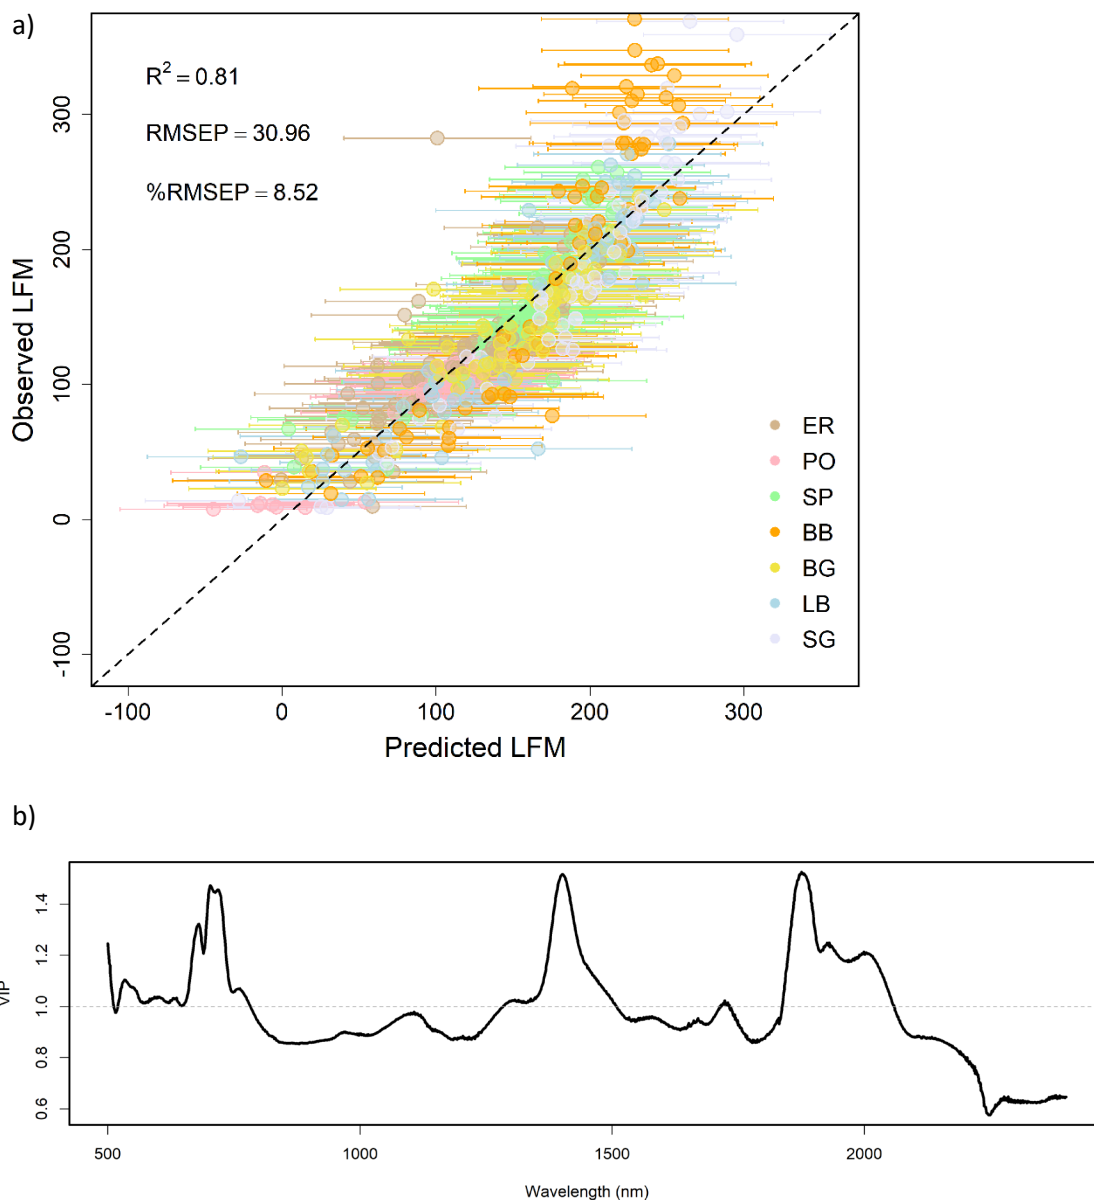 a)
R² = 0.81
RMSEP = 30.96
%RMSEP = 8.52
Observed LFM
300
200
100
0
-100
-100 0 100 200 300
Predicted LFM
ER
PO
SP
BB
BG
LB
SG
b)
VIP
1.4
1.2
1.0
0.8
0.6
500 1000 1500 2000
Wavelength (nm)